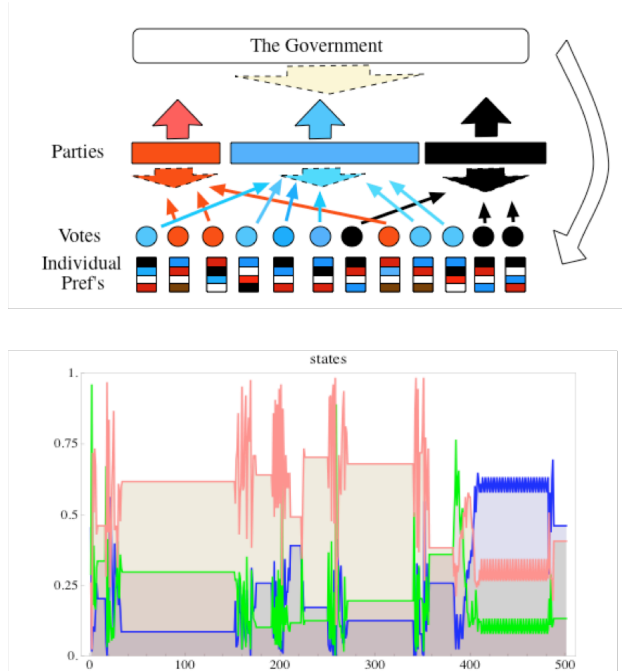 The Government
Parties
Votes
Individual
Pref's
states
1.
0.75
0.5
0.25
0.
0 100 200 300 400 500